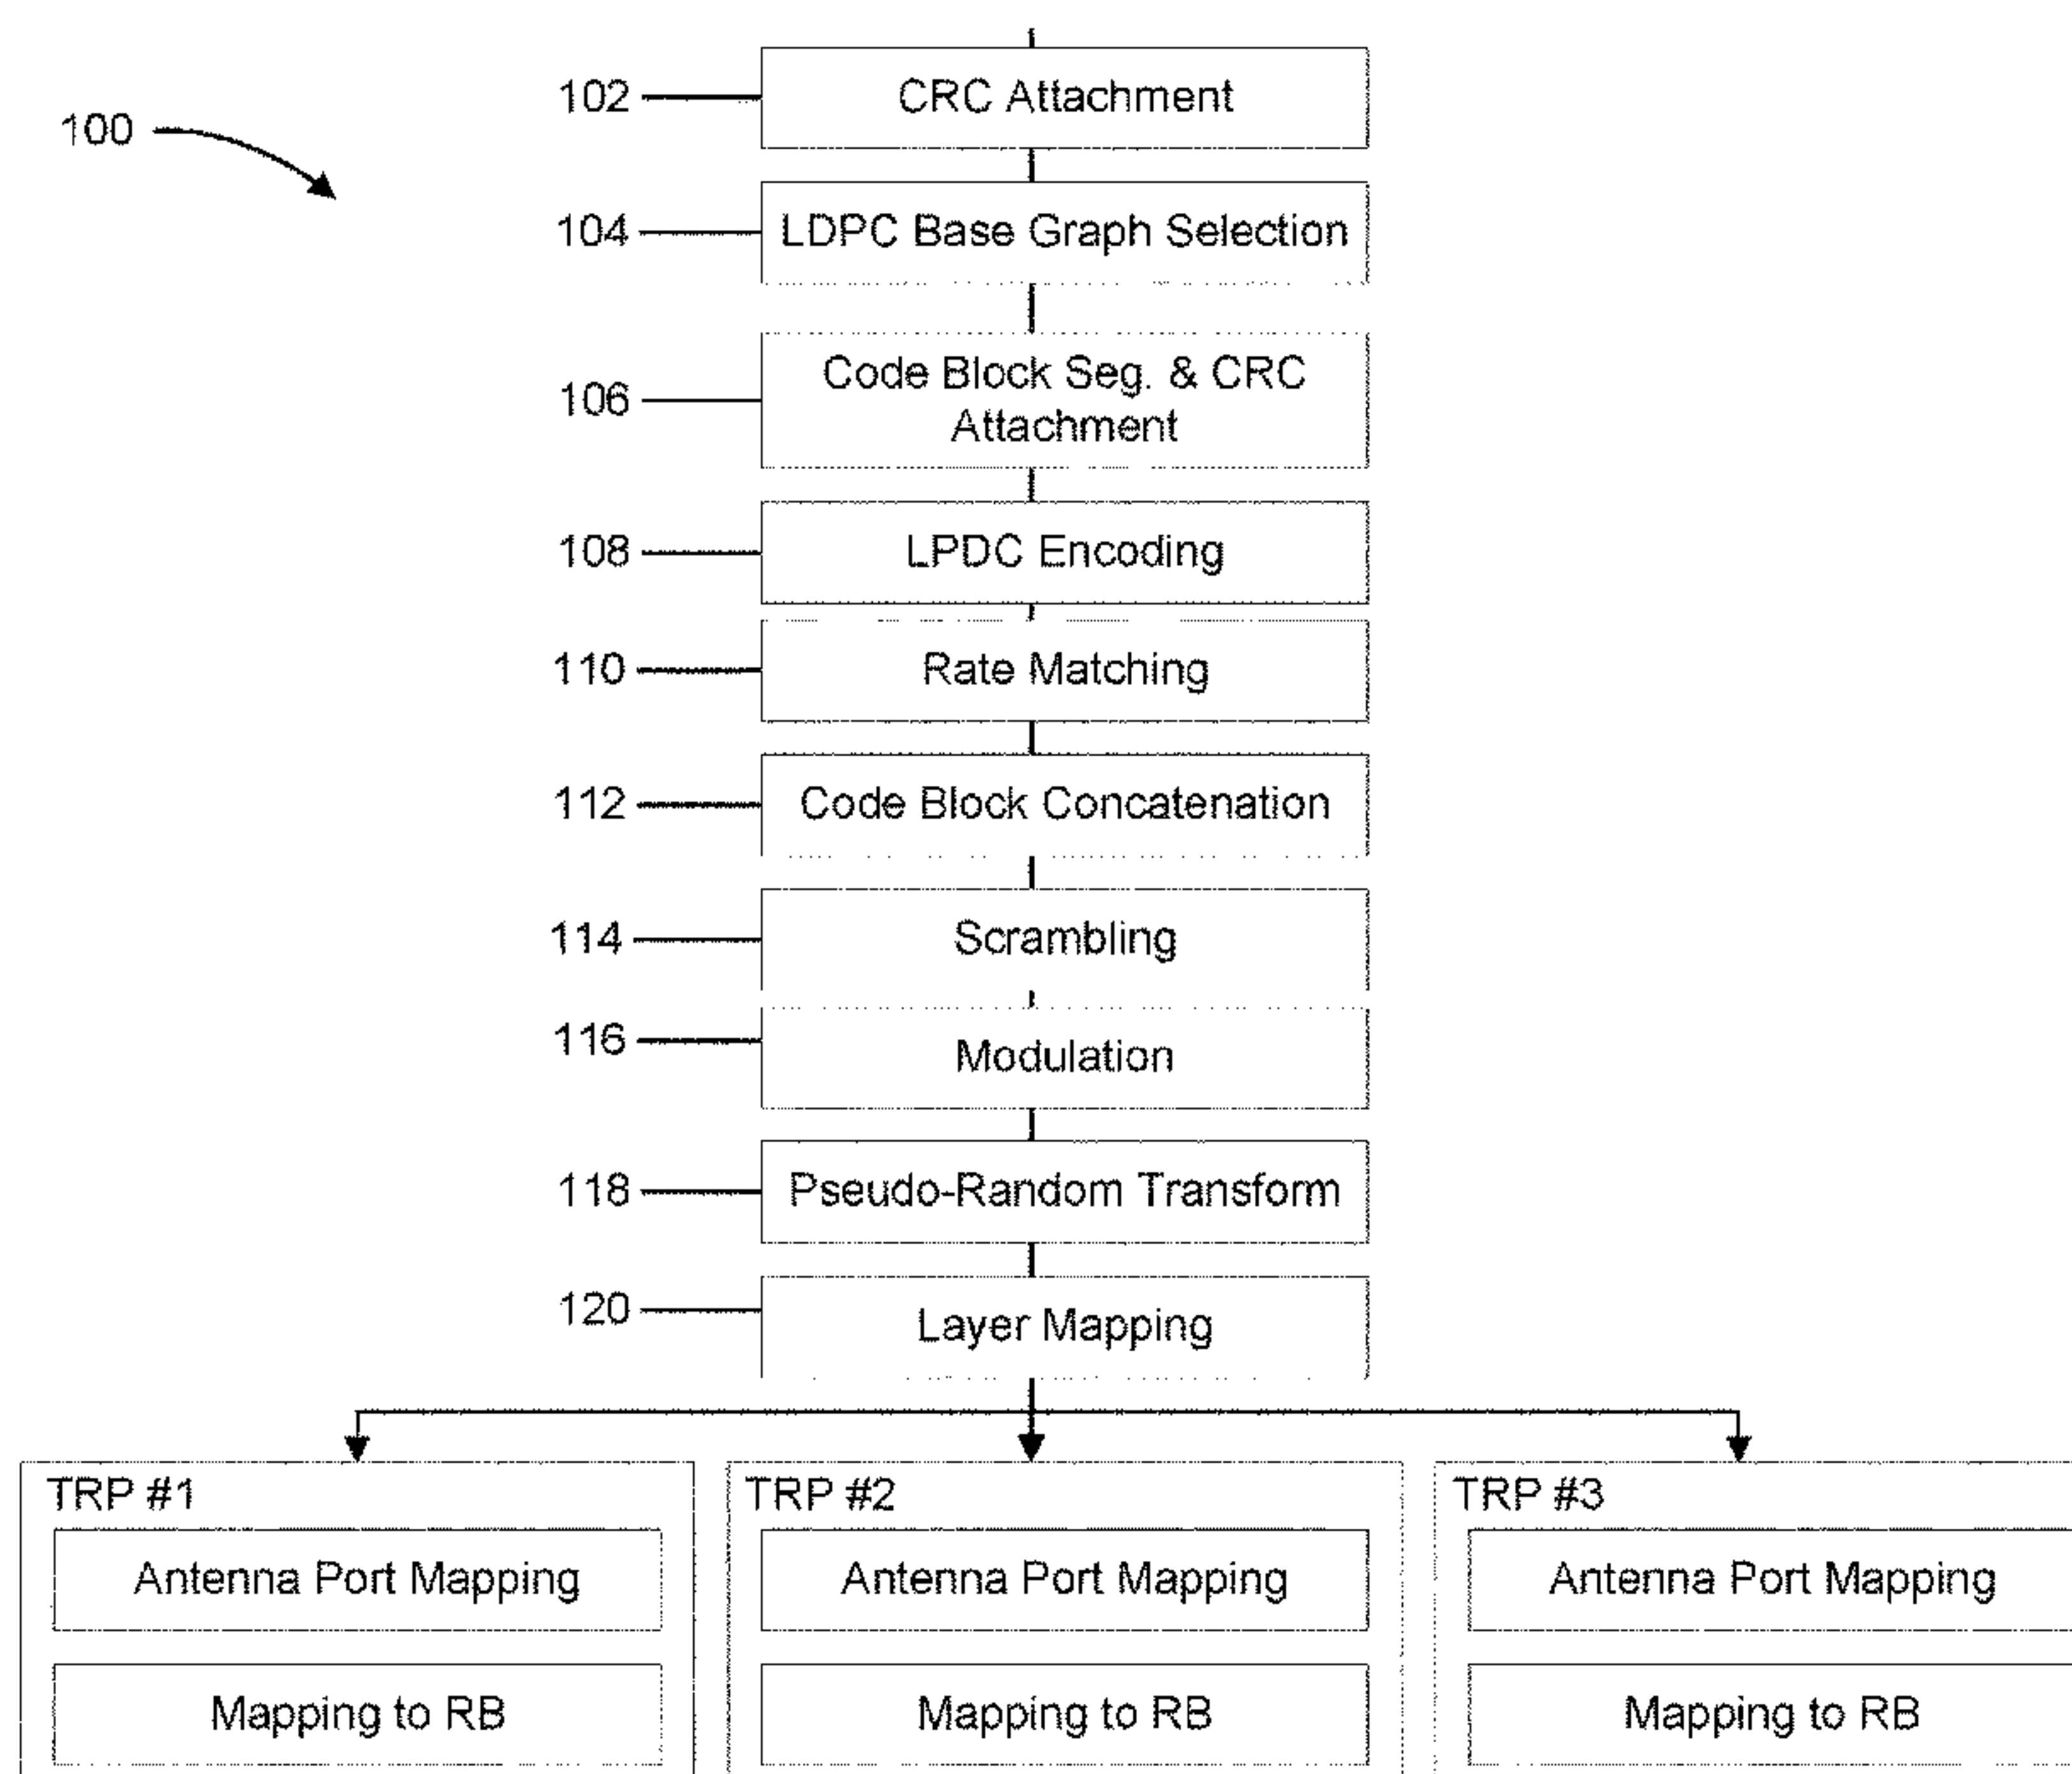 100
102 CRC Attachment
104 LDPC Base Graph Selection
106 Code Block Seg. & CRC
Attachment
108 LPDC Encoding
110 Rate Matching
112 Code Block Concatenation
114 Scrambling
116 Modulation
118 Pseudo-Random Transform
120 Layer Mapping
TRP #1
Antenna Port Mapping
Mapping to RB
TRP #2
Antenna Port Mapping
Mapping to RB
TRP #3
Antenna Port Mapping
Mapping to RB